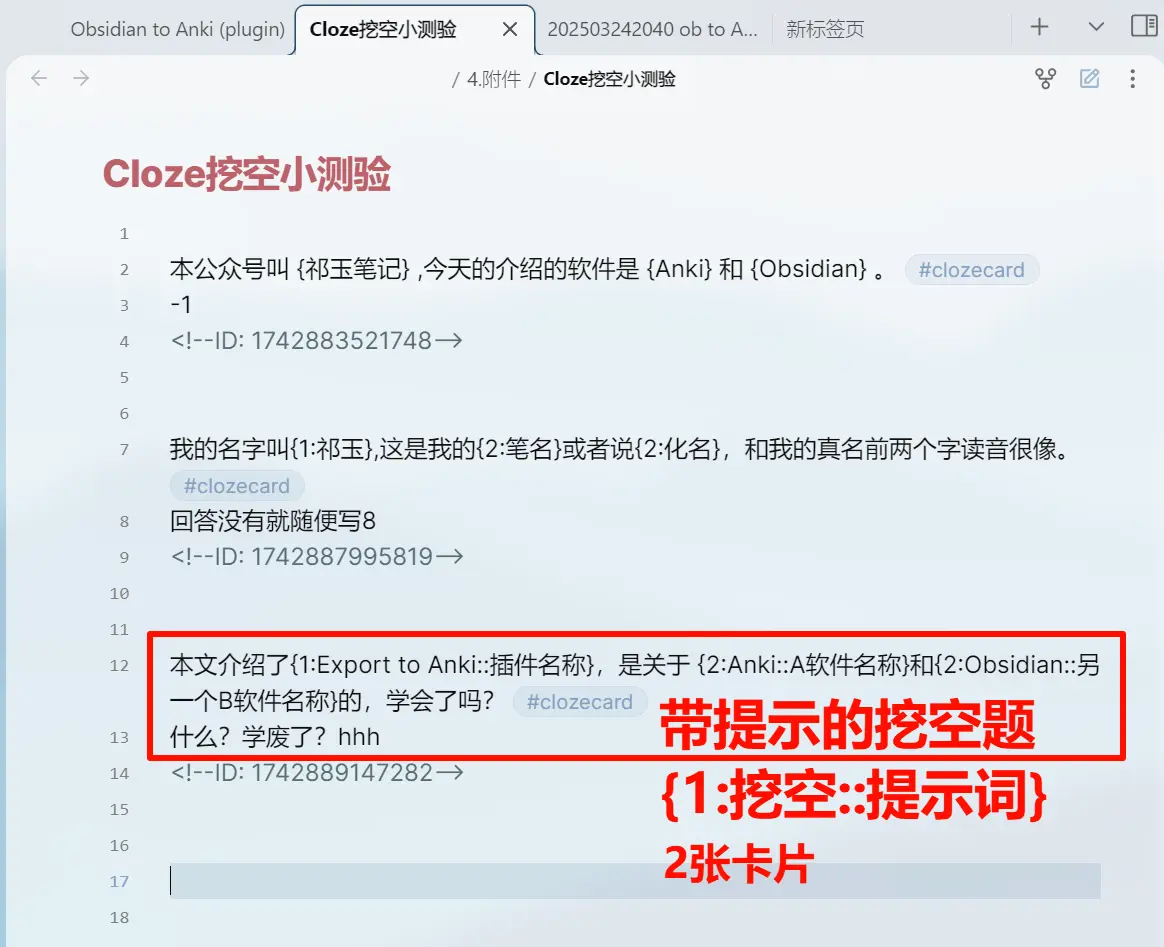 Obsidian to Anki (plugin)
Cloze挖空小测验
202503242040 ob to A...
新标签页
/ 4.附件 / Cloze挖空小测验
Cloze挖空小测验
1
2 本公众号叫 {祁玉笔记} ,今天的介绍的软件是 {Anki} 和 {Obsidian} 。 #clozecard
3 -1
4 <!--ID: 1742883521748-->
5
6
7 我的名字叫{1:祁玉},这是我的{2:笔名}或者说{2:化名}，和我的真名前两个字读音很像。
#clozecard
8 回答没有就随便写8
9 <!--ID: 1742887995819-->
10
11
12 本文介绍了{1:Export to Anki::插件名称}，是关于 {2:Anki::A软件名称}和{2:Obsidian::另
一个B软件名称}的，学会了吗？ #clozecard
13 什么？学废了？hhh
带提示的挖空题
14 <!--ID: 1742889147282-->
{1:挖空::提示词}
15
16
2张卡片
17
18